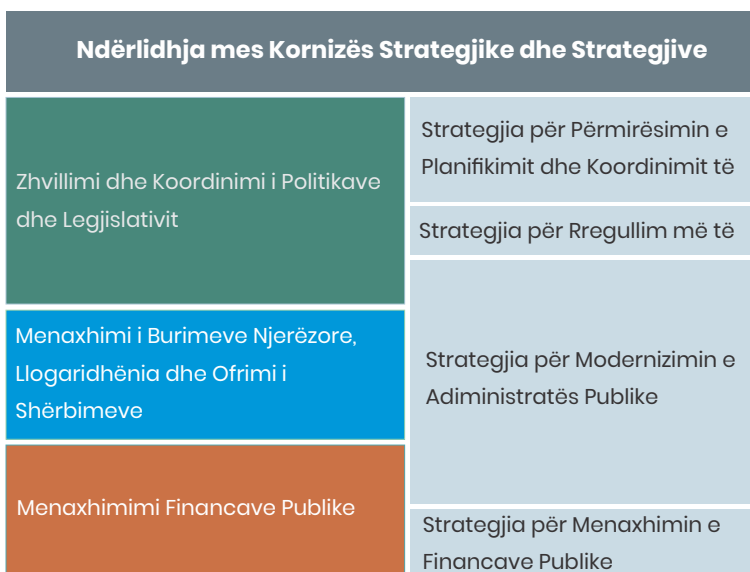 Ndërlidhja mes Kornizës Strategjike dhe Strategjive
Zhvillimi dhe Koordinimi i Politikave
dhe Legjislativit
Menaxhimi i Burimeve Njerëzore,
Llogaridhënia dhe Ofrimi i
Shërbimeve
Menaxhimimi Financave Publike
Strategjia për Përmirësimin e
Planifikimit dhe Koordinimit të
Strategjia për Rregullim më të
Strategjia për Modernizimin e
Adiministratës Publike
Strategjia për Menaxhimin e
Financave Publike